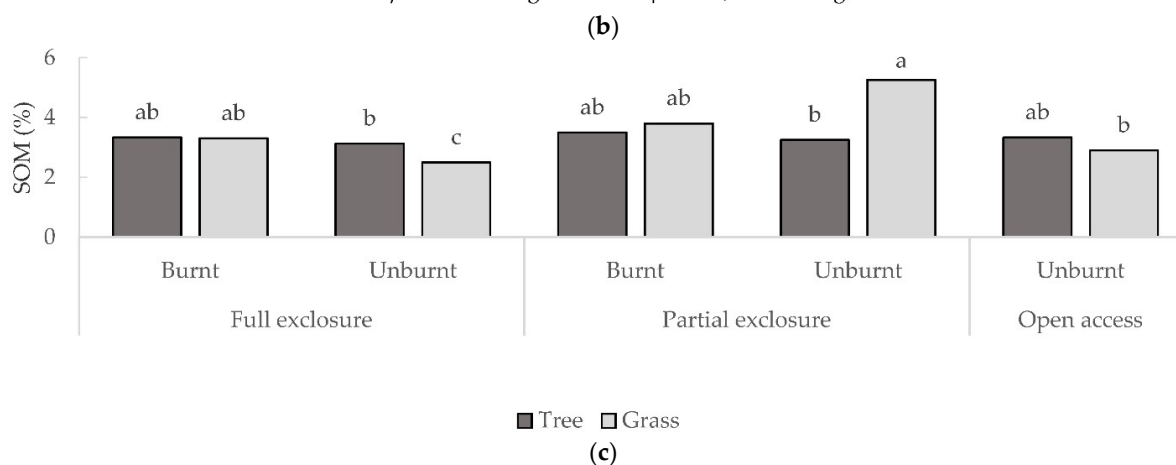 (b)
6
4
2
0
SOM (%)
ab ab b c ab ab b a ab b
Burnt Unburnt Burnt Unburnt Unburnt
Full exclosure Partial exclosure Open access
Tree Grass
(c)